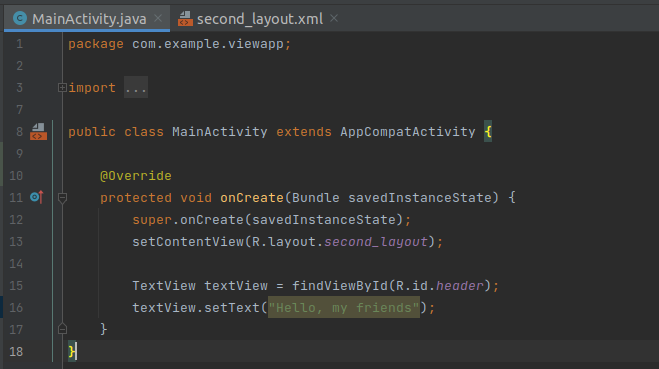 MainActivity.java × second_layout.xml ×
1 package com.example.viewapp;
2
3 import ...
7
8 public class MainActivity extends AppCompatActivity {
9
10 @Override
11 protected void onCreate(Bundle savedInstanceState) {
12 super.onCreate(savedInstanceState);
13 setContentView(R.layout.second_layout);
14
15 TextView textView = findViewById(R.id.header);
16 textView.setText("Hello, my friends");
17 }
18 }